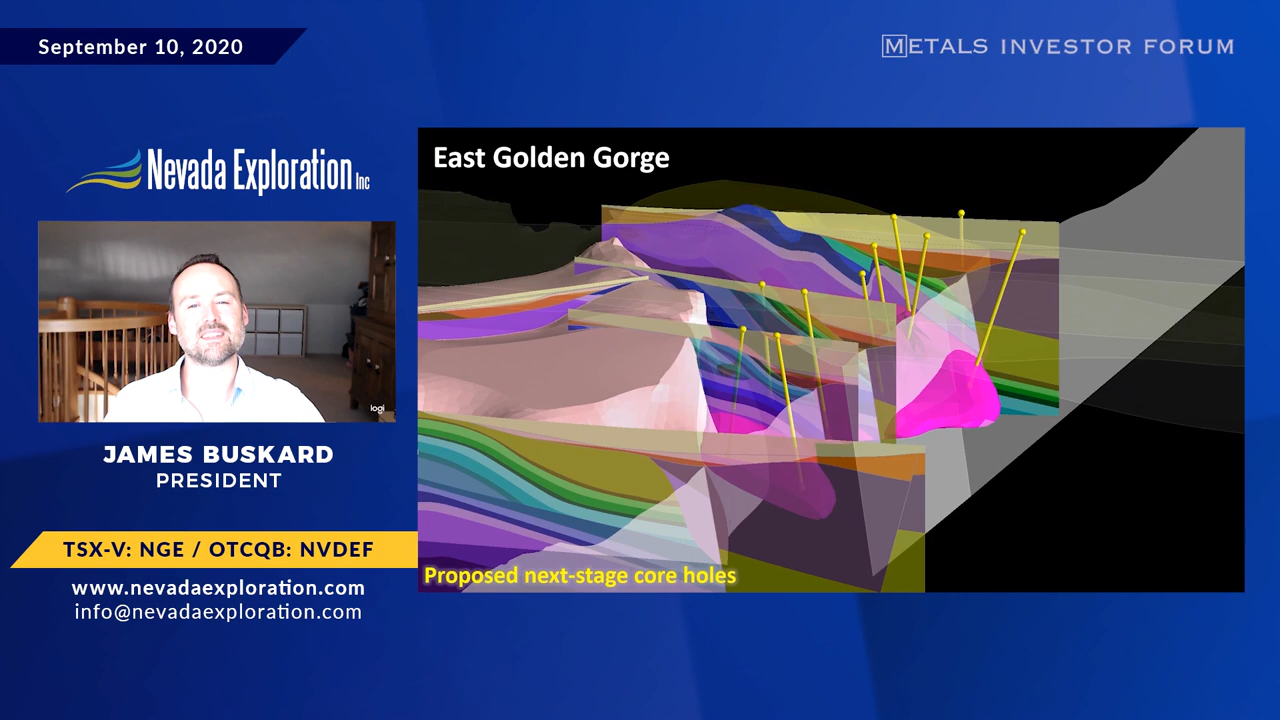 September 10, 2020
METALS INVESTOR FORUM
Nevada Exploration Inc
East Golden Gorge
logi
JAMES BUSKARD
PRESIDENT
TSX-V: NGE / OTCQB: NVDEF
www.nevadaexploration.com
info@nevadaexploration.com
Proposed next-stage core holes